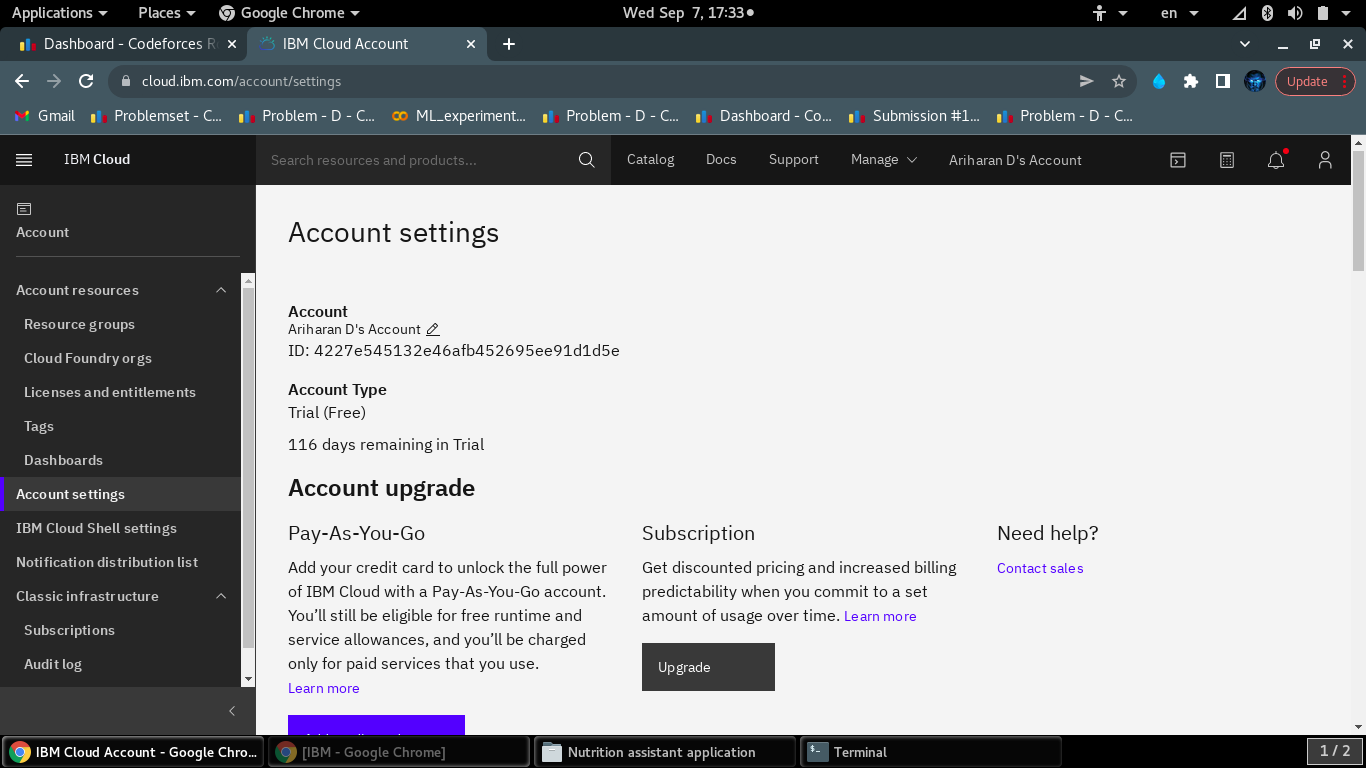 Applications Places Google Chrome Wed Sep 7, 17:33 en
Dashboard - Codeforces R IBM Cloud Account
cloud.ibm.com/account/settings Update
Gmail Problemset - C... Problem - D - C... ML_experiment... Problem - D - C... Dashboard - Co... Submission #1... Problem - D - C...
IBM Cloud Search resources and products... Catalog Docs Support Manage Ariharan D's Account
Account
Account resources
Resource groups
Cloud Foundry orgs
Licenses and entitlements
Tags
Dashboards
Account settings
IBM Cloud Shell settings
Notification distribution list
Classic infrastructure
Subscriptions
Audit log
Account settings
Account
Ariharan D's Account
ID: 4227e545132e46afb452695ee91d1d5e
Account Type
Trial (Free)
116 days remaining in Trial
Account upgrade
Pay-As-You-Go
Add your credit card to unlock the full power
of IBM Cloud with a Pay-As-You-Go account.
You’ll still be eligible for free runtime and
service allowances, and you’ll be charged
only for paid services that you use.
Learn more
Subscription
Get discounted pricing and increased billing
predictability when you commit to a set
amount of usage over time. Learn more
Upgrade
Need help?
Contact sales
IBM Cloud Account - Google Chro... [IBM - Google Chrome] Nutrition assistant application Terminal 1 / 2